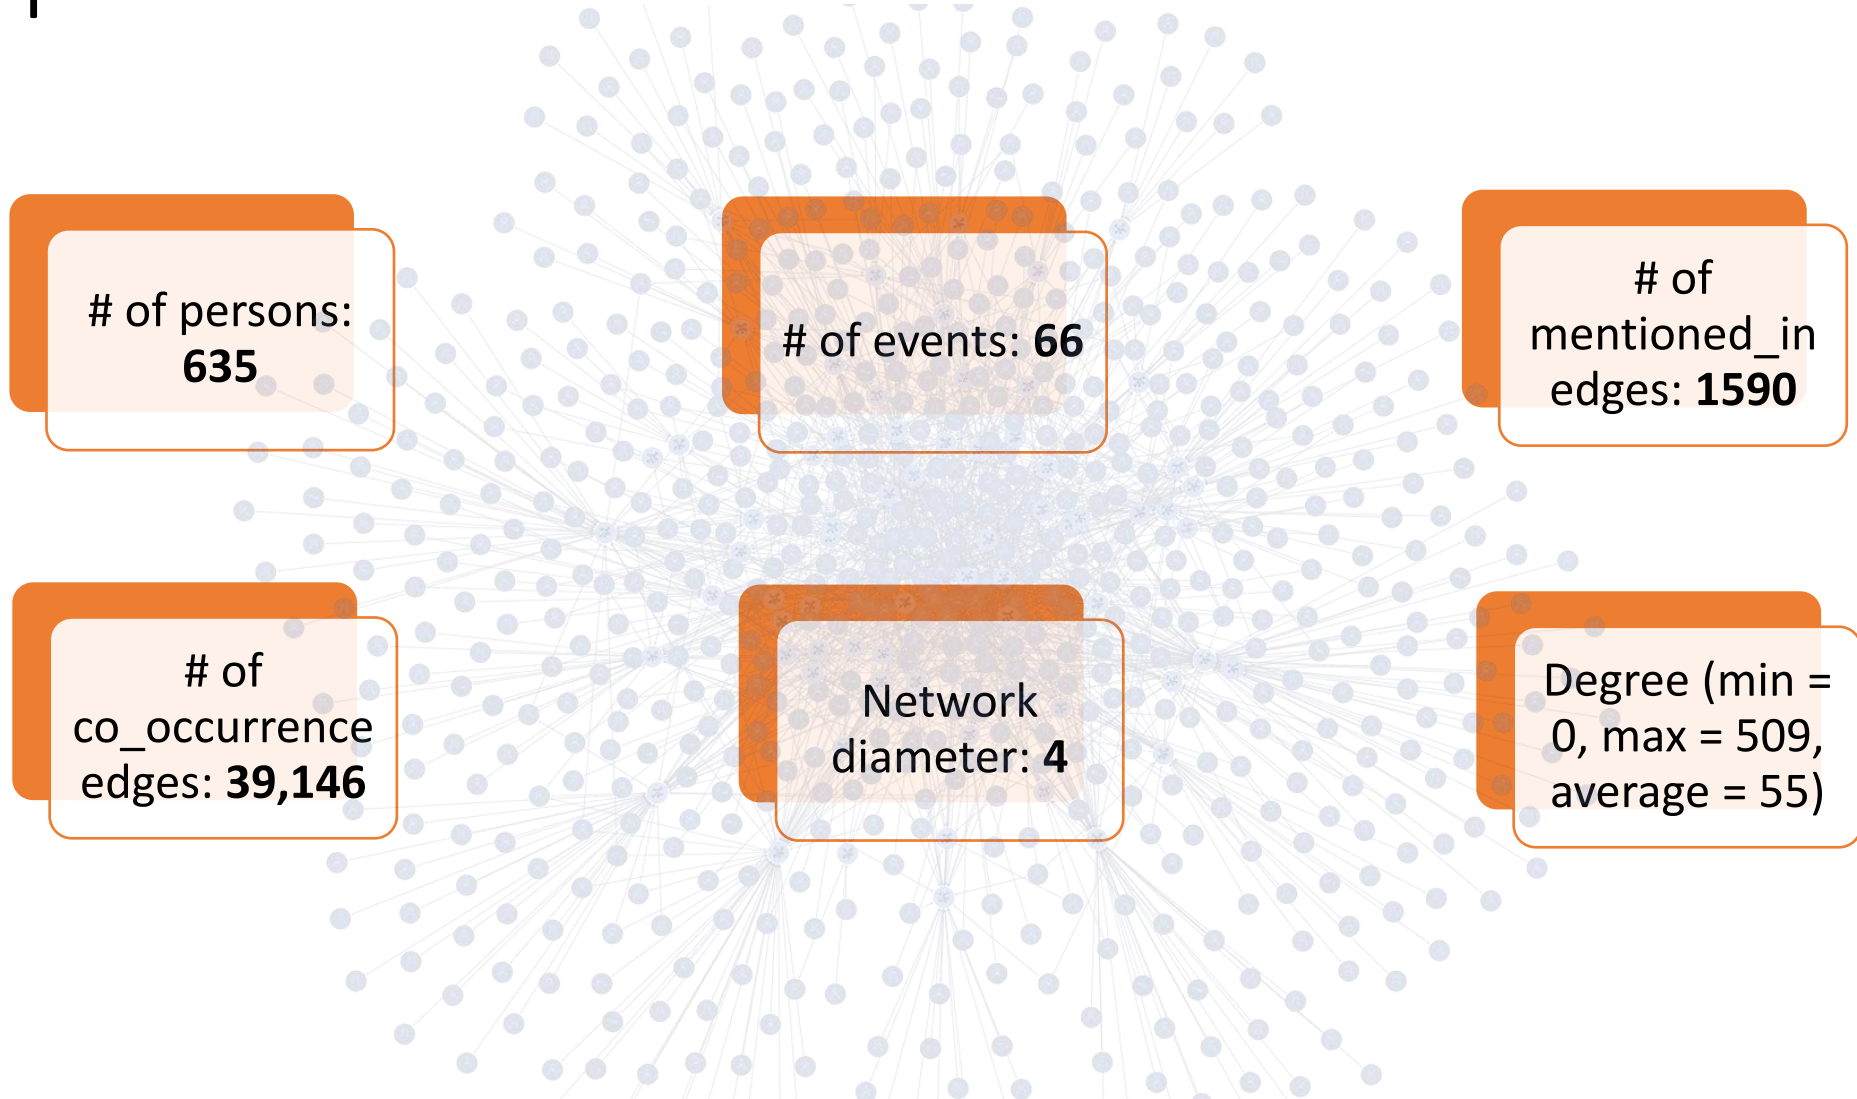 # of persons:
635
# of events: 66
# of
mentioned_in
edges: 1590
# of
co_occurrence
edges: 39,146
Network
diameter: 4
Degree (min =
0, max = 509,
average = 55)